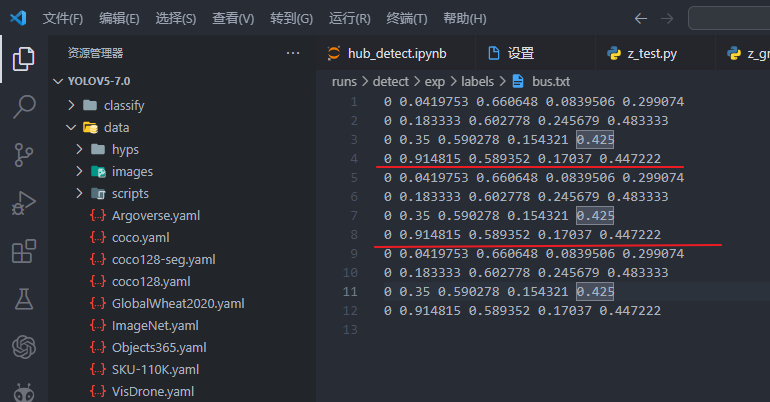 文件(F) 编辑(E) 选择(S) 查看(V) 转到(G) 运行(R) 终端(T) 帮助(H)
资源管理器
hub_detect.ipynb 设置 z_test.py z_gr
YOLOV5-7.0
runs > detect > exp > labels > bus.txt
classify
data
hyps
images
scripts
Argoverse.yaml
coco.yaml
coco128-seg.yaml
coco128.yaml
GlobalWheat2020.yaml
ImageNet.yaml
Objects365.yaml
SKU-110K.yaml
VisDrone.yaml
1 0 0.0419753 0.660648 0.0839506 0.299074
2 0 0.183333 0.602778 0.245679 0.483333
3 0 0.35 0.590278 0.154321 0.425
4 0 0.914815 0.589352 0.17037 0.447222
5 0 0.0419753 0.660648 0.0839506 0.299074
6 0 0.183333 0.602778 0.245679 0.483333
7 0 0.35 0.590278 0.154321 0.425
8 0 0.914815 0.589352 0.17037 0.447222
9 0 0.0419753 0.660648 0.0839506 0.299074
10 0 0.183333 0.602778 0.245679 0.483333
11 0 0.35 0.590278 0.154321 0.425
12 0 0.914815 0.589352 0.17037 0.447222
13